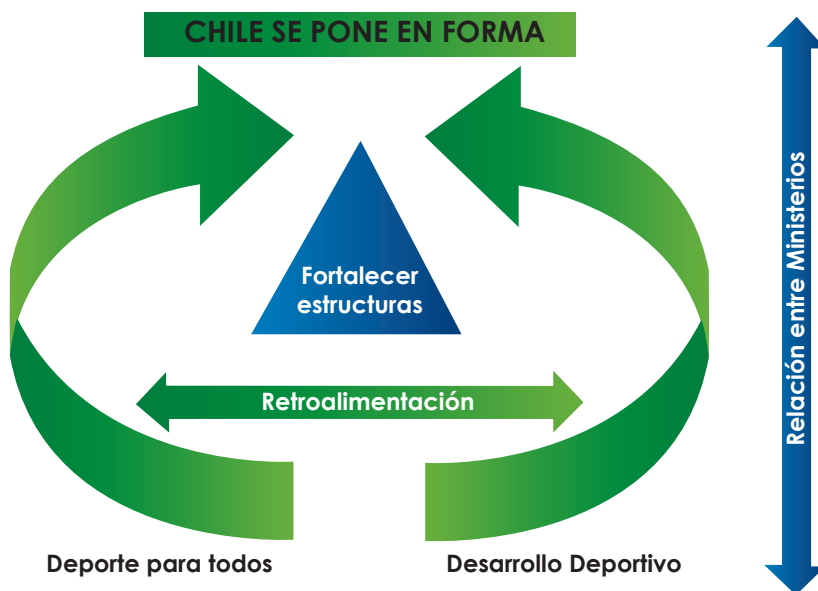 CHILE SE PONE EN FORMA
Fortalecer
estructuras
Retroalimentación
Deporte para todos
Desarrollo Deportivo
Relación entre Ministerios